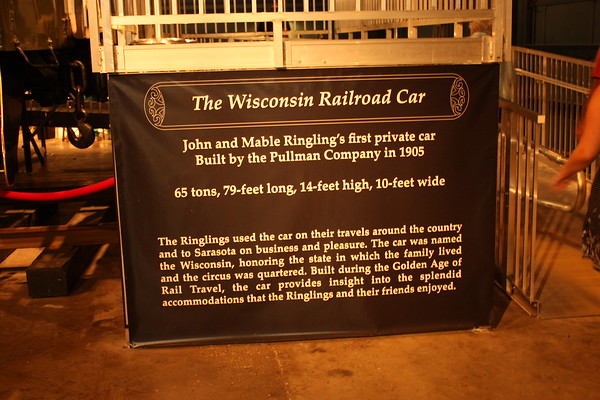 The Wisconsin Railroad Car
John and Mable Ringling's first private car
Built by the Pullman Company in 1905
65 tons, 79-feet long, 14-feet high, 10-feet wide
The Ringlings used the car on their travels around the country
and to Sarasota on business and pleasure. The car was named
the Wisconsin, honoring the state in which the family lived
and the circus was quartered. Built during the Golden Age of
Rail Travel, the car provides insight into the splendid
accommodations that the Ringlings and their friends enjoyed.